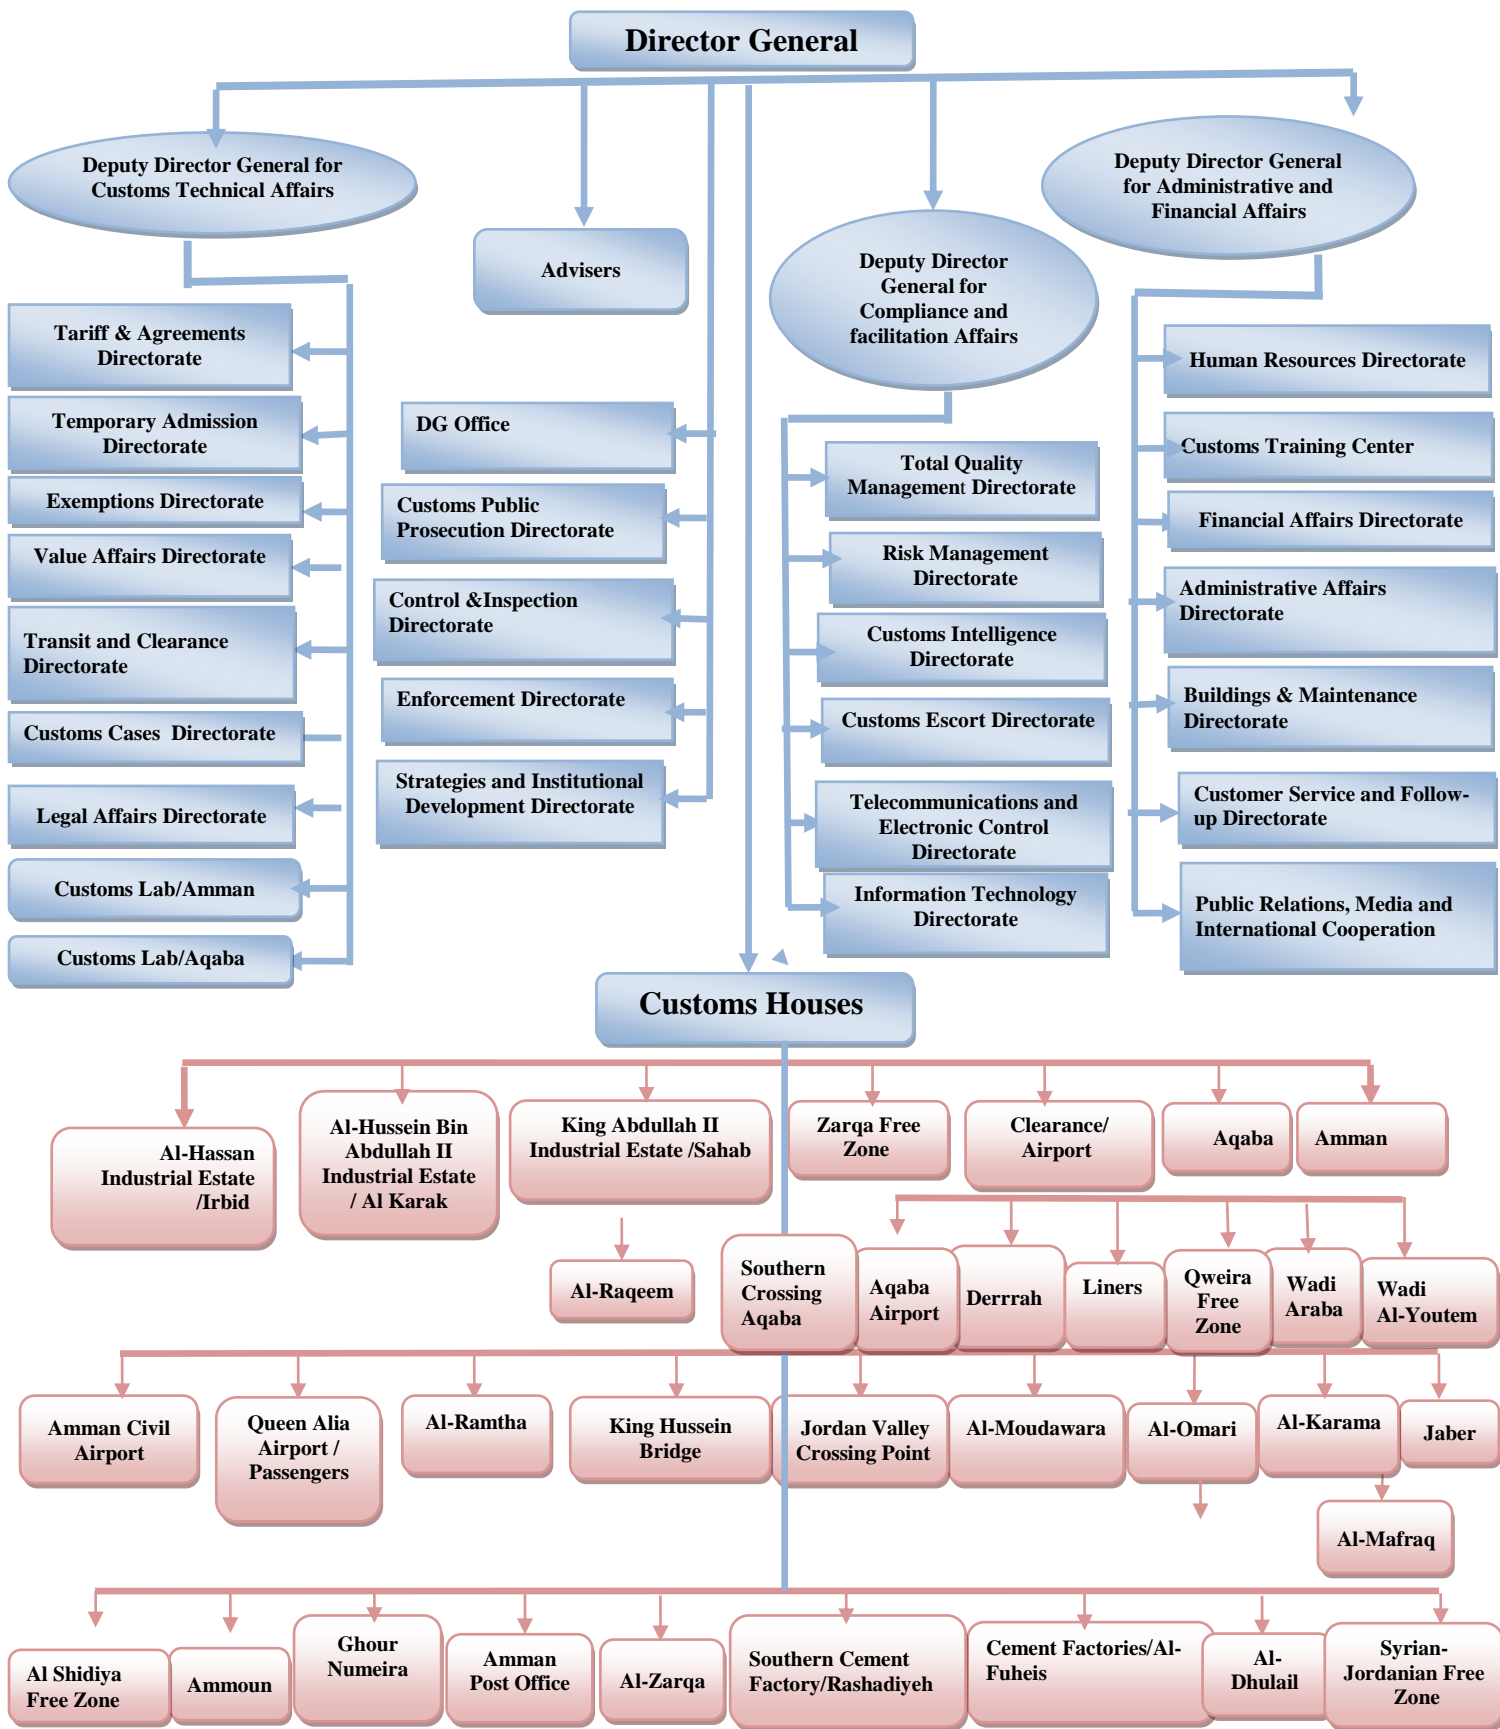 Director General
Deputy Director General for
Customs Technical Affairs
Advisers
Deputy Director
General for
Compliance and
facilitation Affairs
Deputy Director General
for Administrative and
Financial Affairs
Tariff & Agreements
Directorate
Temporary Admission
Directorate
Exemptions Directorate
Value Affairs Directorate
Transit and Clearance
Directorate
Customs Cases  Directorate
Legal Affairs Directorate
Customs Lab/Amman
Customs Lab/Aqaba
DG Office
Customs Public
Prosecution Directorate
Control &Inspection
Directorate
Enforcement Directorate
Strategies and Institutional
Development Directorate
Total Quality
Management Directorate
Risk Management
Directorate
Customs Intelligence
Directorate
Customs Escort Directorate
Telecommunications and
Electronic Control
Directorate
Information Technology
Directorate
Human Resources Directorate
Customs Training Center
Financial Affairs Directorate
Administrative Affairs
Directorate
Buildings & Maintenance
Directorate
Customer Service and Follow-
up Directorate
Public Relations, Media and
International Cooperation
Customs Houses
Al-Hassan
Industrial Estate
/Irbid
Al-Hussein Bin
Abdullah II
Industrial Estate
/ Al Karak
King Abdullah II
Industrial Estate /Sahab
Zarqa Free
Zone
Clearance/
Airport
Aqaba
Amman
Al-Raqeem
Southern
Crossing
Aqaba
Aqaba
Airport
Derrrah
Liners
Qweira
Free
Zone
Wadi
Araba
Wadi
Al-Youtem
Amman Civil
Airport
Queen Alia
Airport /
Passengers
Al-Ramtha
King Hussein
Bridge
Jordan Valley
Crossing Point
Al-Moudawara
Al-Omari
Al-Karama
Jaber
Al-Mafraq
Al Shidiya
Free Zone
Ammoun
Ghour
Numeira
Amman
Post Office
Al-Zarqa
Southern Cement
Factory/Rashadiyeh
Cement Factories/Al-
Fuheis
Al-
Dhulail
Syrian-
Jordanian Free
Zone